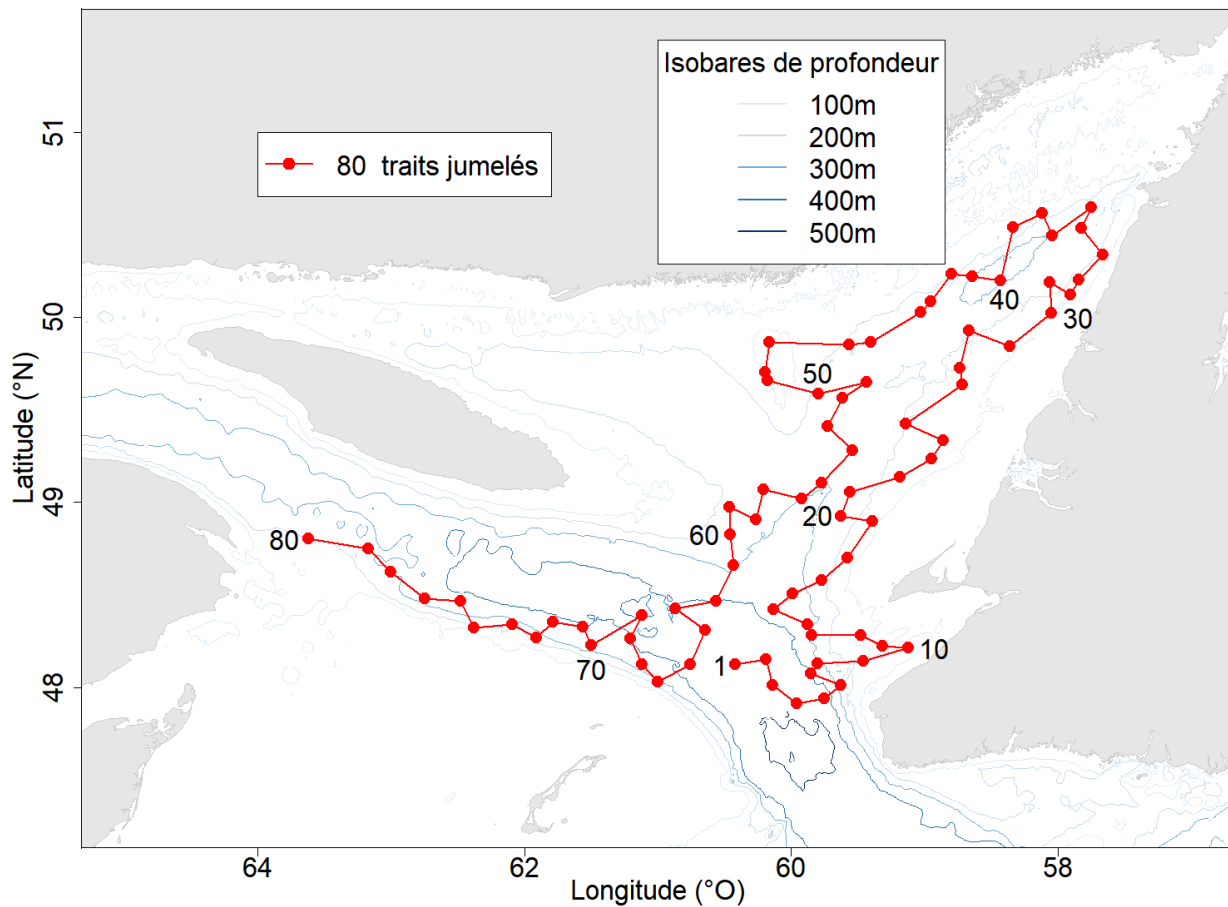 Isobares de profondeur
100m
200m
300m
400m
500m
80 traits jumelés
51
50
49
48
Latitude (°N)
40
30
50
20
60
80
70
1
10
64
62
60
58
Longitude (°O)